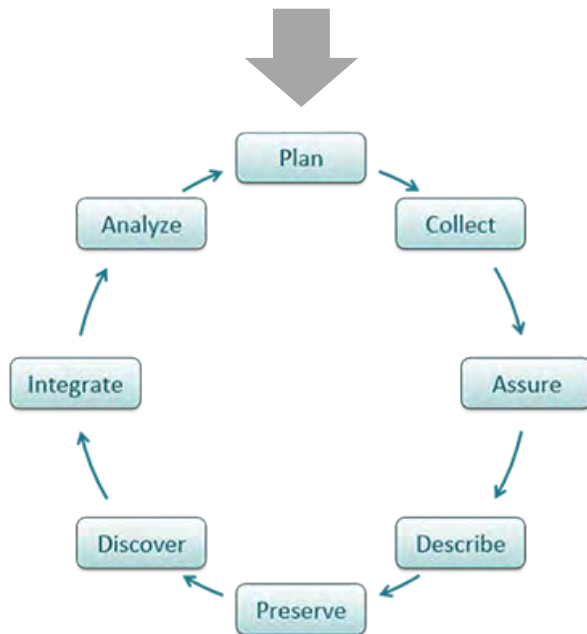 Plan
Collect
Assure
Describe
Preserve
Discover
Integrate
Analyze